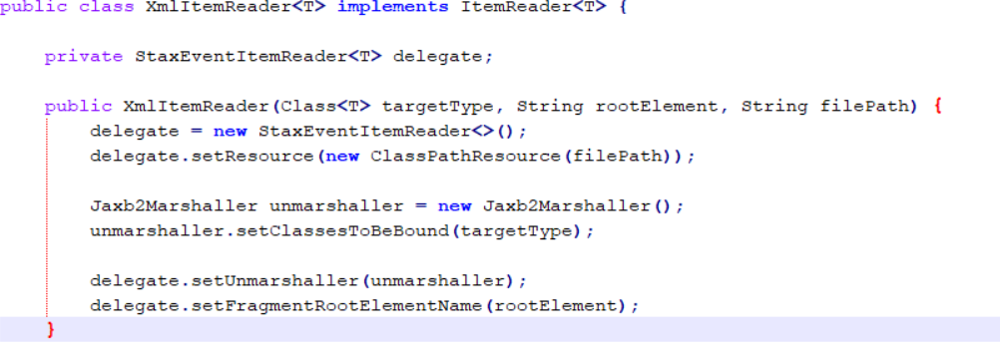 public class XmlItemReader<T> implements ItemReader<T> {
private StaxEventItemReader<T> delegate;
public XmlItemReader(Class<T> targetType, String rootElement, String filePath) {
delegate = new StaxEventItemReader<>();
delegate.setResource(new ClassPathResource(filePath));
Jaxb2Marshaller unmarshaller = new Jaxb2Marshaller();
unmarshaller.setClassesToBeBound(targetType);
delegate.setUnmarshaller(unmarshaller);
delegate.setFragmentRootElementName(rootElement);
}